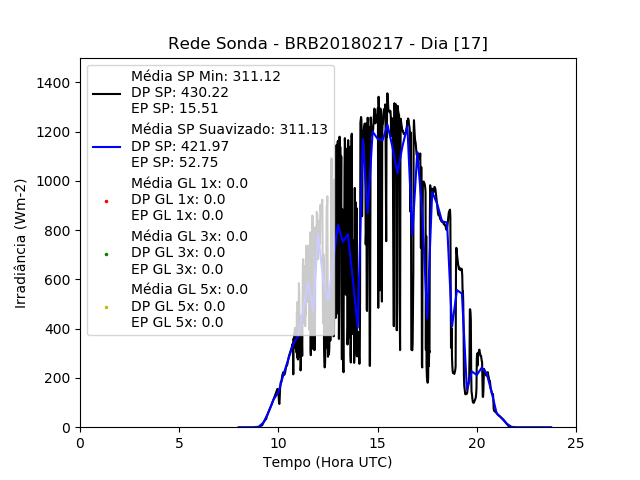 Rede Sonda - BRB20180217 - Dia [17]
Média SP Min: 311.12
DP SP: 430.22
EP SP: 15.51
Média SP Suavizado: 311.13
DP SP: 421.97
EP SP: 52.75
Média GL 1x: 0.0
DP GL 1x: 0.0
EP GL 1x: 0.0
Média GL 3x: 0.0
DP GL 3x: 0.0
EP GL 3x: 0.0
Média GL 5x: 0.0
DP GL 5x: 0.0
EP GL 5x: 0.0
Irradiância (Wm-2)
1400
1200
1000
800
600
400
200
0
0 5 10 15 20 25
Tempo (Hora UTC)